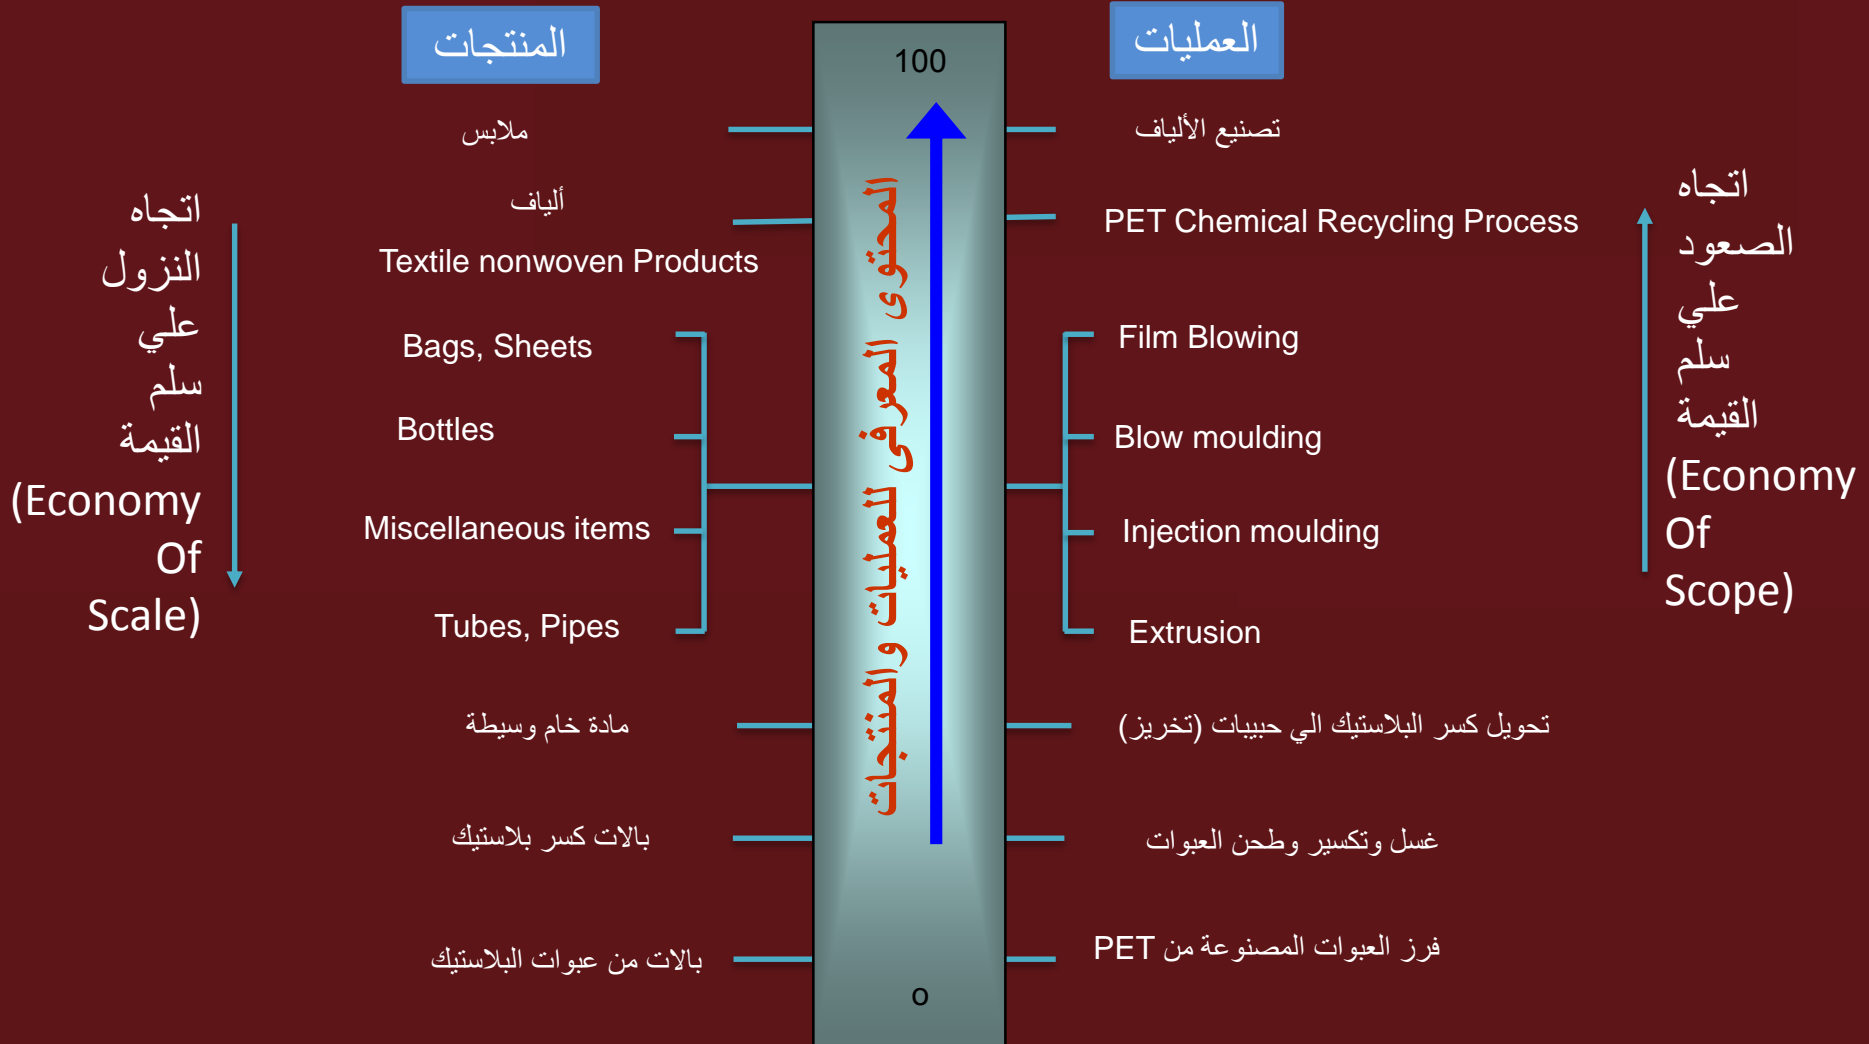 العمليات
المنتجات
100
تصنيع الألياف
ملابس
PET Chemical Recycling Process
ألياف
Textile nonwoven Products
Film Blowing
Bags, Sheets
Blow moulding
Bottles
Injection moulding
Miscellaneous items
Extrusion
Tubes, Pipes
تحويل كسر البلاستيك الي حبيبات (تخريز)
مادة خام وسيطة
غسل وتكسير وطحن العبوات
بالات كسر بلاستيك
فرز العبوات المصنوعة من PET
بالات من عبوات البلاستيك
o
المحتوى المعرفى للعمليات والمنتجات
اتجاه
الصعود
علي
سلم
القيمة
(Economy
Of
Scope)
اتجاه
النزول
علي
سلم
القيمة
(Economy
Of
Scale)